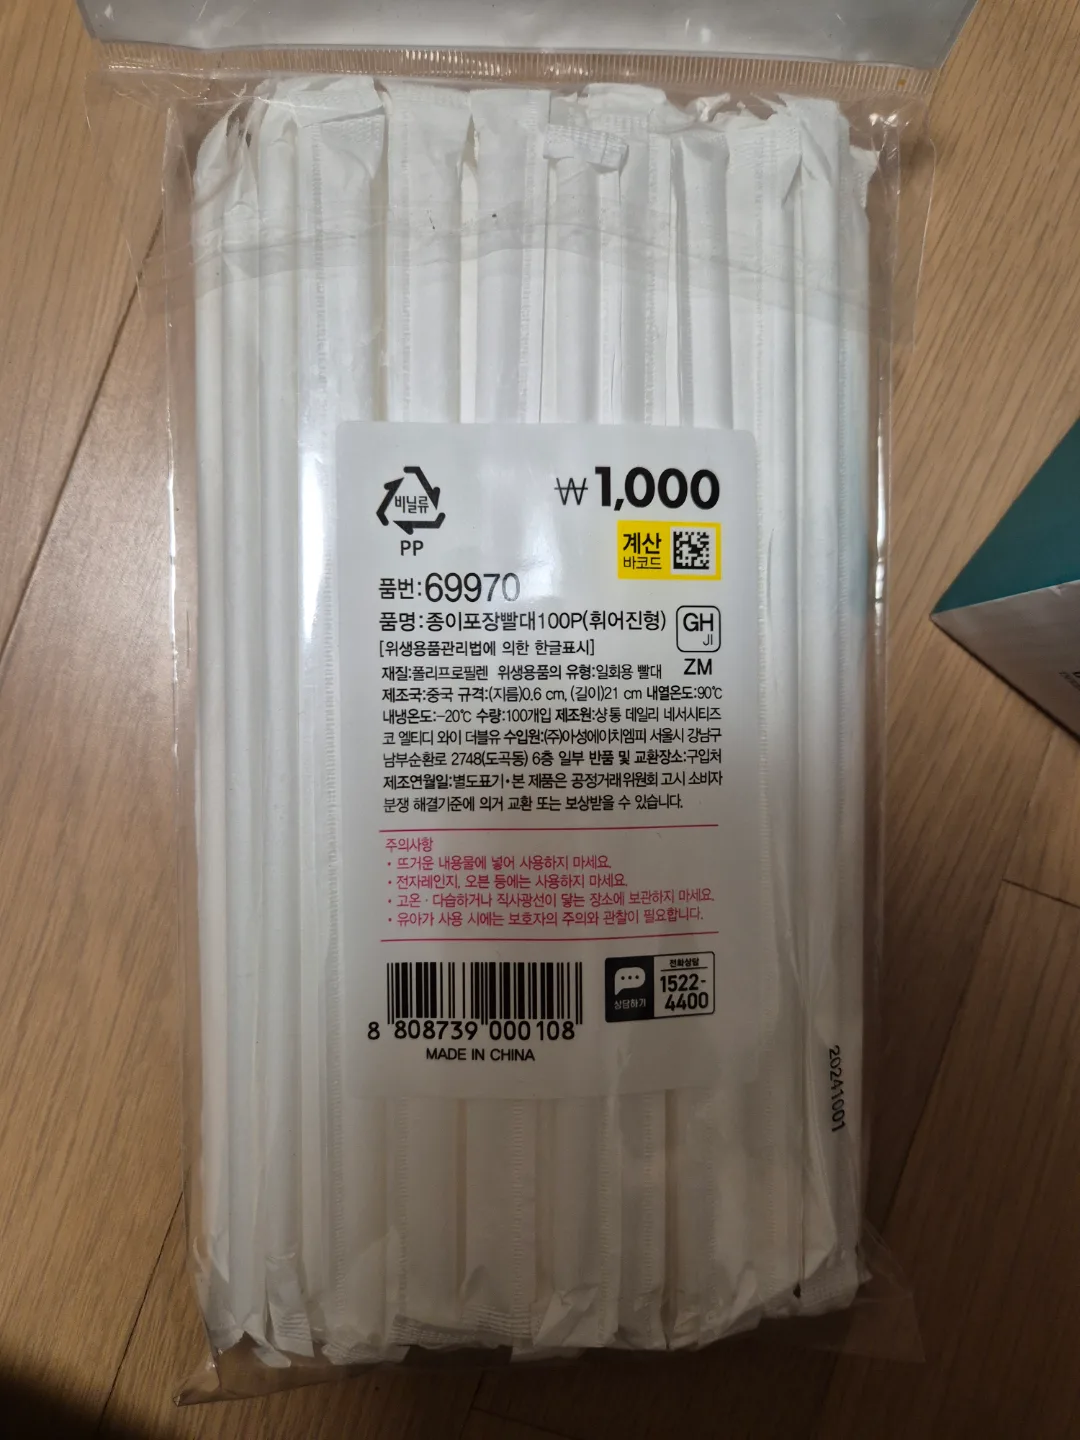 비닐류
PP
₩1,000
계산
바코드
품번:69970
품명:종이포장빨대100P(휘어진형)
GH
JI
ZM
[위생용품관리법에 의한 한글표시]
재질:폴리프로필렌 위생용품의 유형:일회용 빨대
제조국:중국 규격:(지름)0.6 cm, (길이)21 cm 내열온도:90℃
내냉온도:-20℃ 수량:100개입 제조원:샹통 데일리 네서시티즈
코 엘티디 와이 더블유 수입원:(주)아성에이치엠피 서울시 강남구
남부순환로 2748(도곡동) 6층 일부 반품 및 교환장소:구입처
제조연월일:별도표기•본 제품은 공정거래위원회 고시 소비자
분쟁 해결기준에 의거 교환 또는 보상받을 수 있습니다.
주의사항
• 뜨거운 내용물에 넣어 사용하지 마세요.
• 전자레인지, 오븐 등에는 사용하지 마세요.
• 고온·다습하거나 직사광선이 닿는 장소에 보관하지 마세요.
• 유아가 사용 시에는 보호자의 주의와 관찰이 필요합니다.
8 808739 000108
MADE IN CHINA
상담하기
전화상담
1522-
4400
20241001